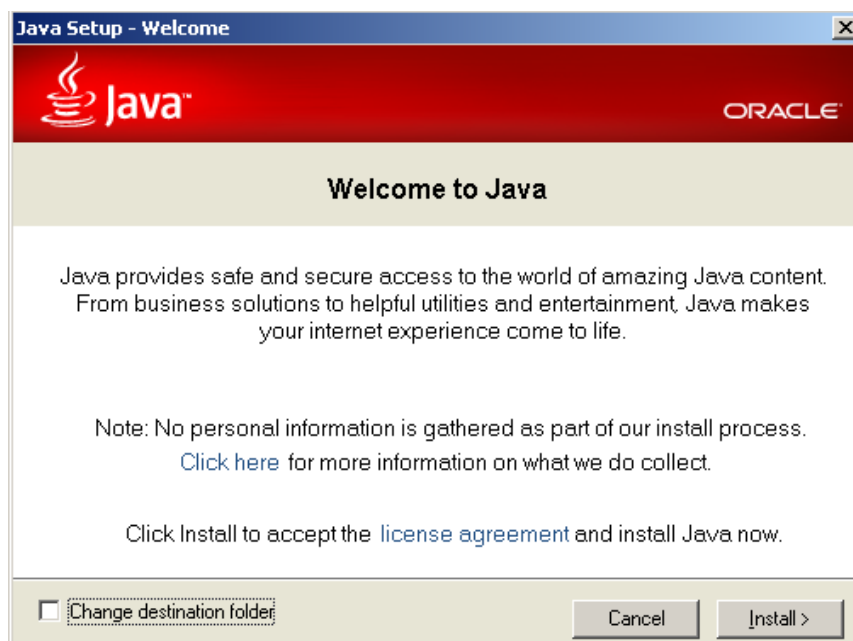 Java Setup - Welcome
Java™
ORACLE
Welcome to Java
Java provides safe and secure access to the world of amazing Java content.
From business solutions to helpful utilities and entertainment, Java makes
your internet experience come to life.
Note: No personal information is gathered as part of our install process.
Click here for more information on what we do collect.
Click Install to accept the license agreement and install Java now.
Change destination folder
Cancel
Install >